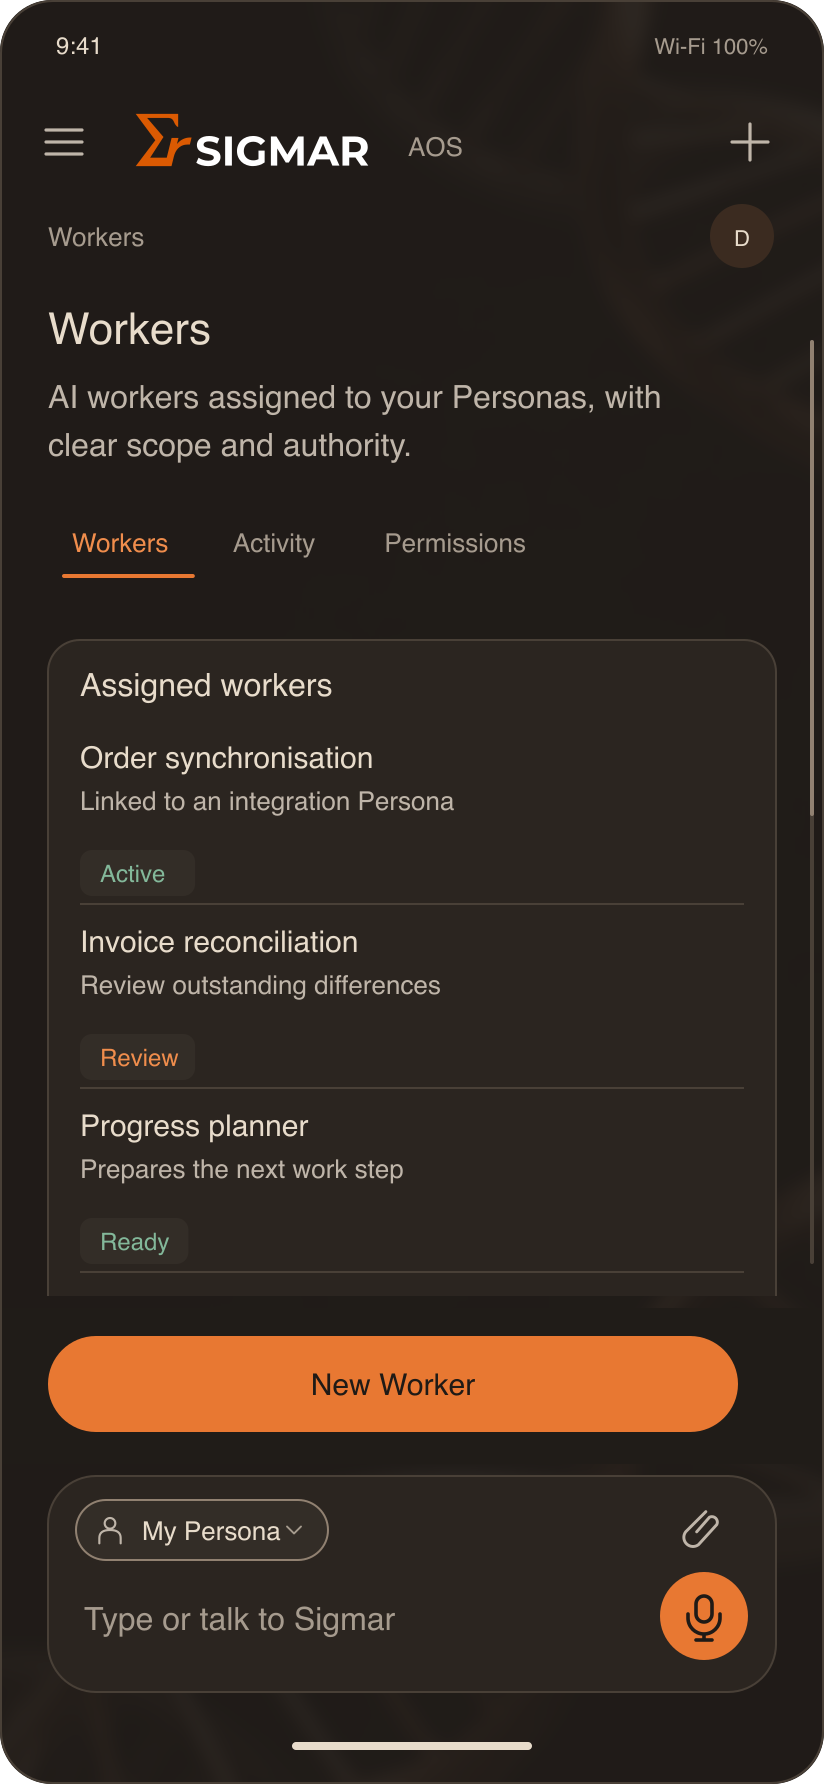 9:41
Wi-Fi 100%
Σr SIGMAR AOS
Workers
D
Workers
AI workers assigned to your Personas, with
clear scope and authority.
Workers Activity Permissions
Assigned workers
Order synchronisation
Linked to an integration Persona
Active
Invoice reconciliation
Review outstanding differences
Review
Progress planner
Prepares the next work step
Ready
New Worker
My Persona
Type or talk to Sigmar